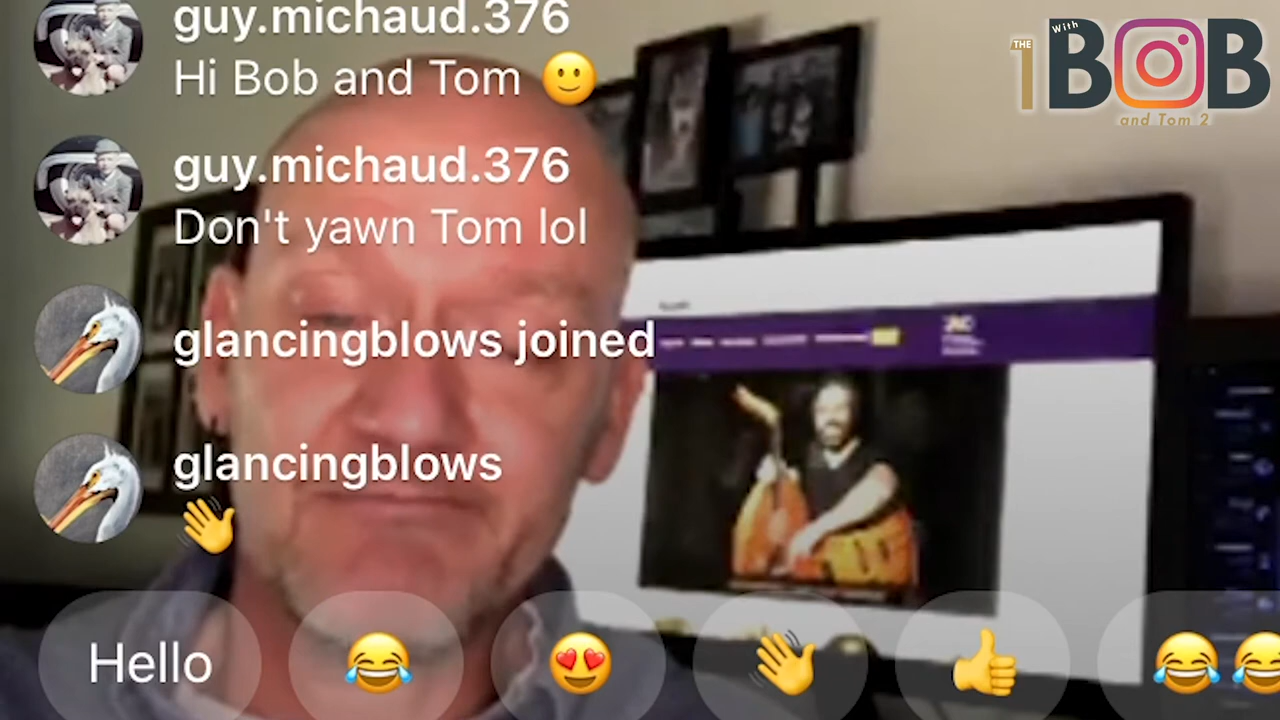 guy.michaud.376
Hi Bob and Tom 🙂
guy.michaud.376
Don't yawn Tom lol
glancingblows joined
glancingblows
👋
Hello 😂 😍 👋 👍 😂😂
THE 1 With BOB
and Tom 2